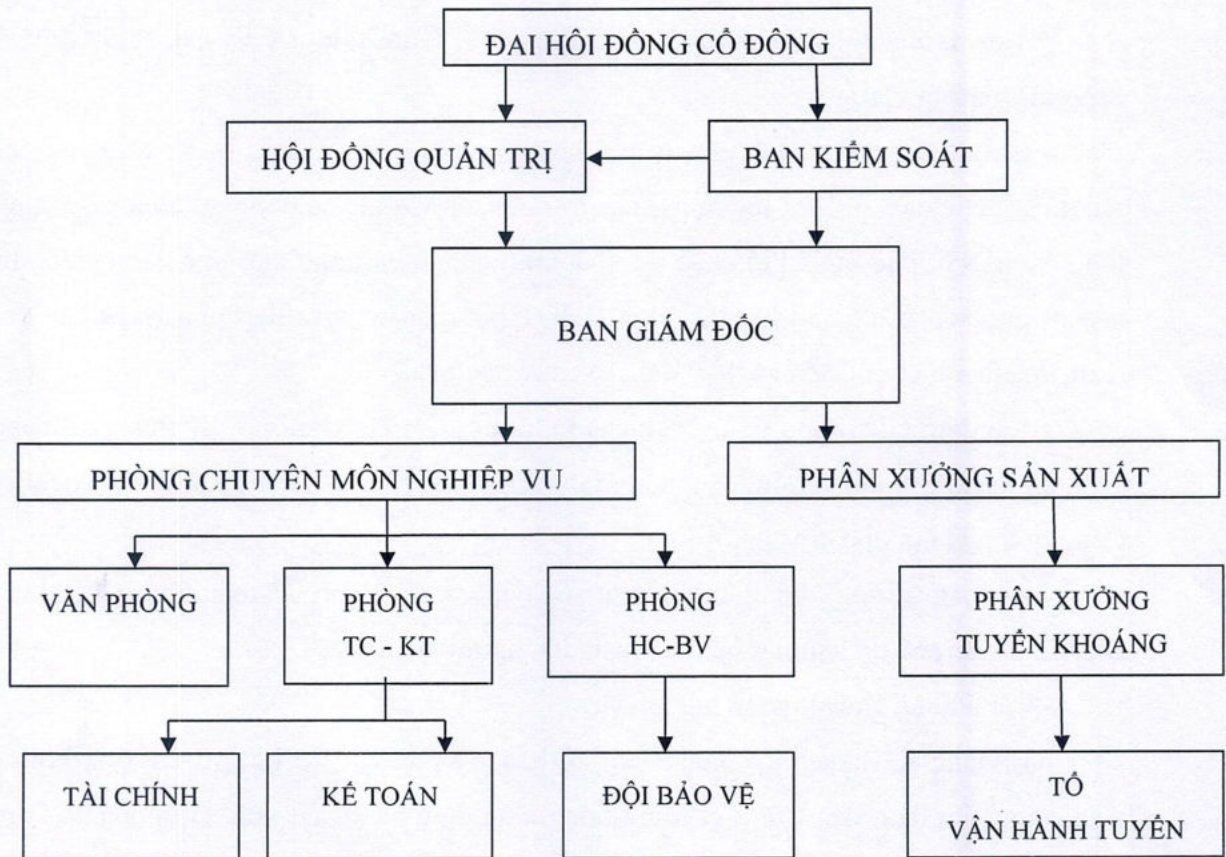 ĐẠI HỘI ĐỒNG CỔ ĐÔNG
HỘI ĐỒNG QUẢN TRỊ
BAN KIỂM SOÁT
BAN GIÁM ĐỐC
PHÒNG CHUYÊN MÔN NGHIỆP VỤ
PHÂN XƯỞNG SẢN XUẤT
VĂN PHÒNG
PHÒNG
TC - KT
PHÒNG
HC-BV
PHÂN XƯỞNG
TUYỂN KHOÁNG
TÀI CHÍNH
KẾ TOÁN
ĐỘI BẢO VỆ
TỔ
VẬN HÀNH TUYỂN